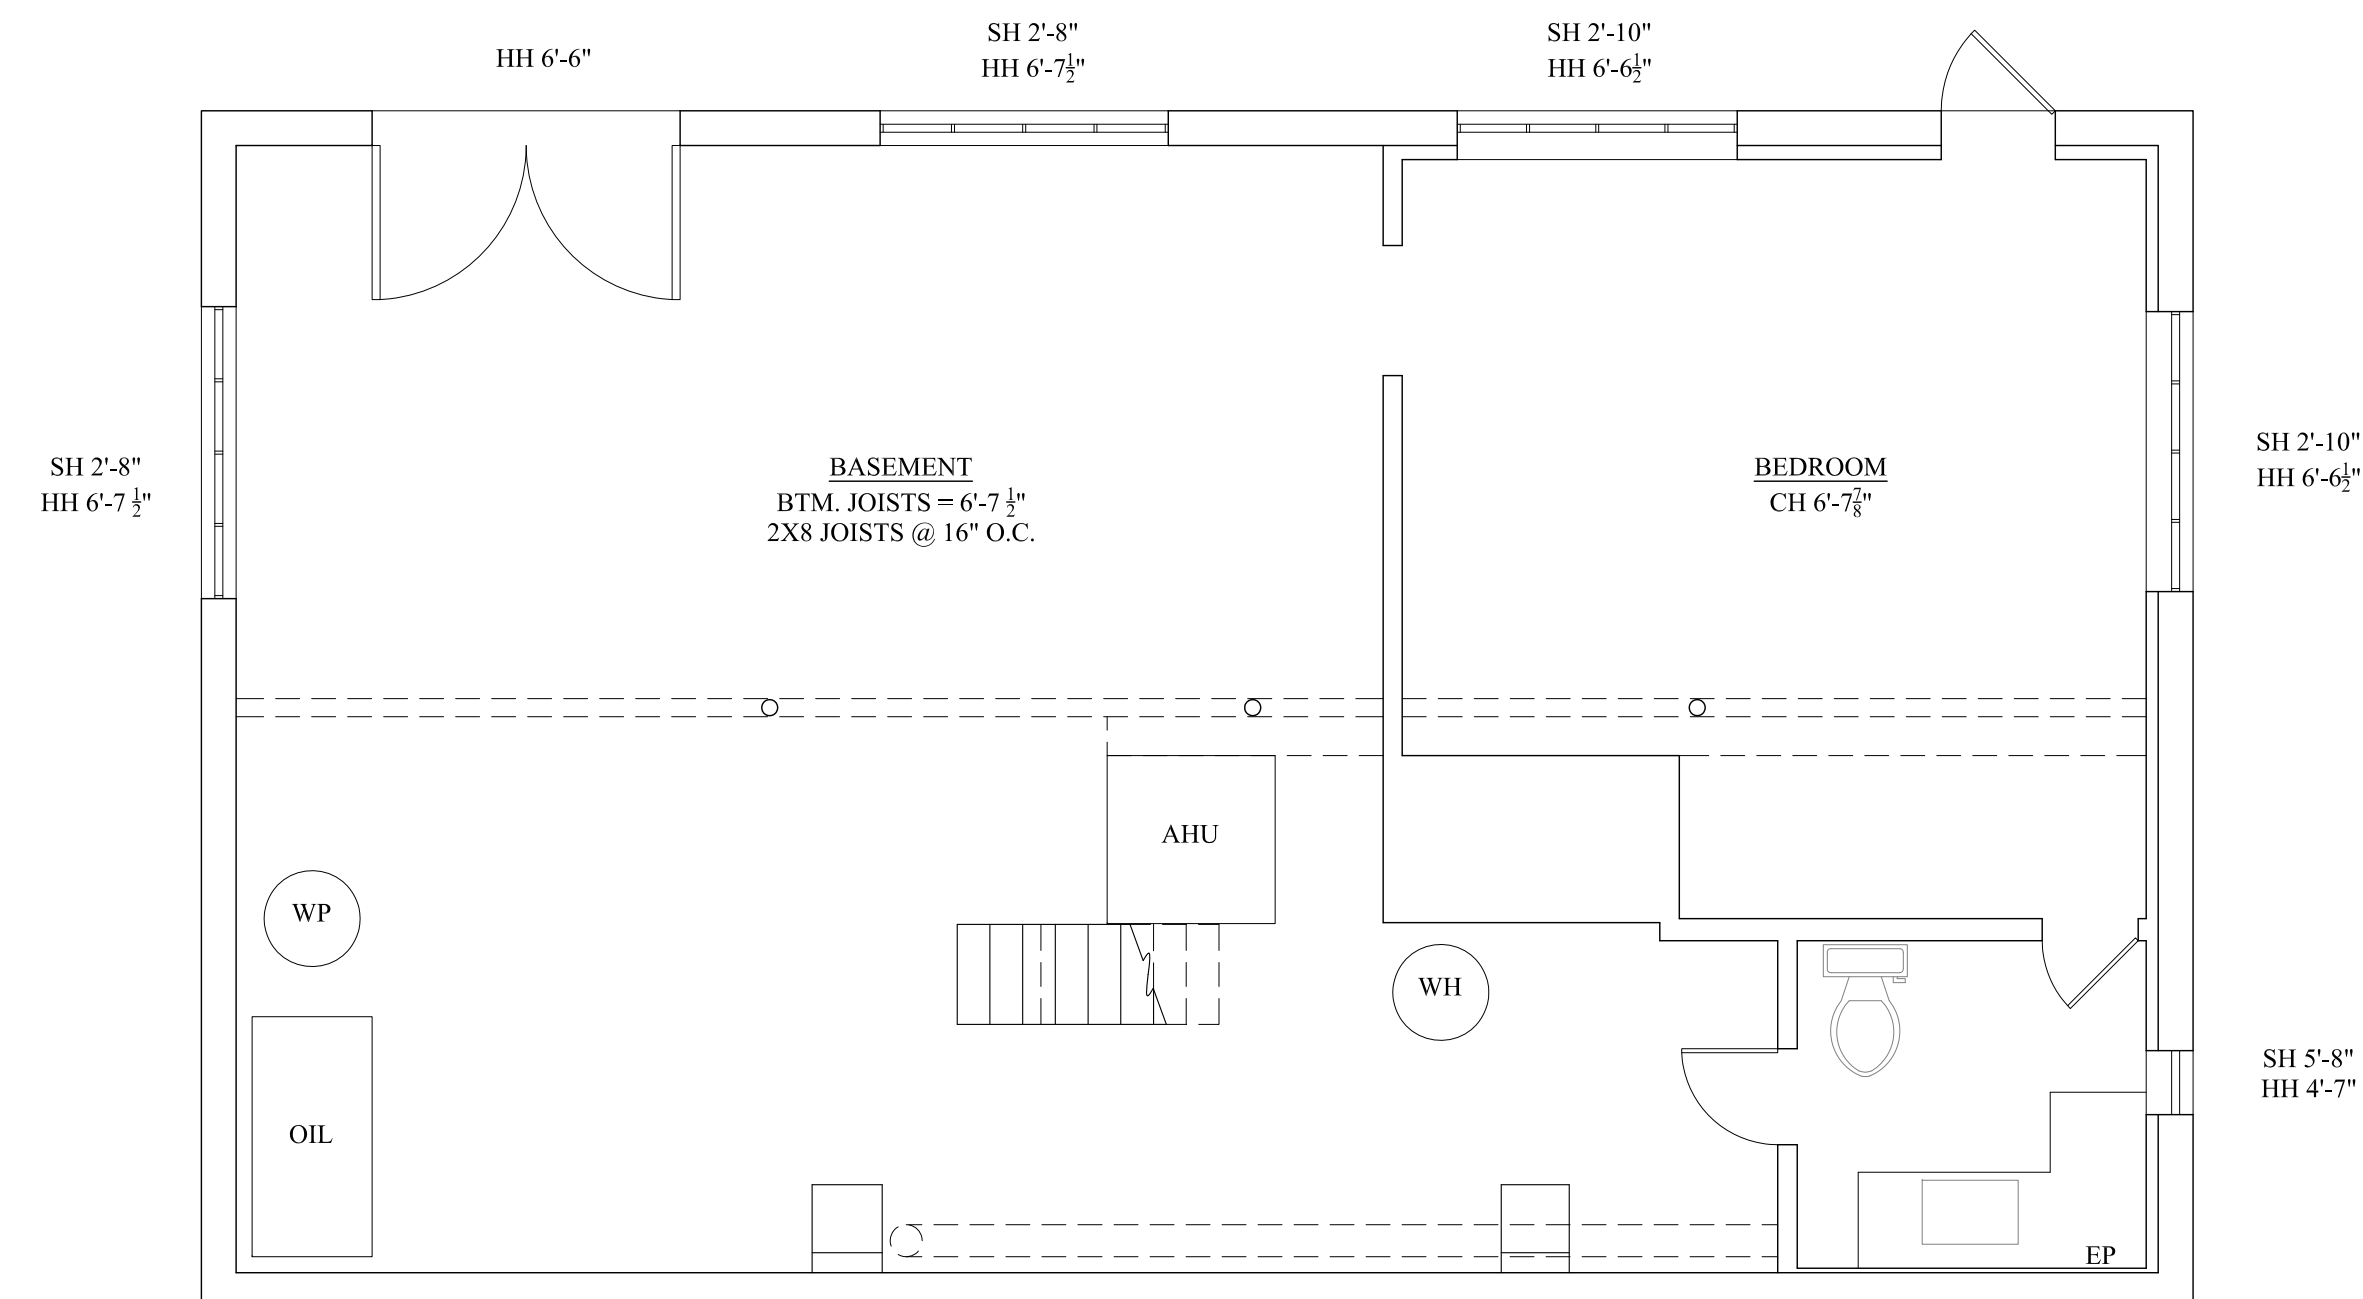 HH 6'-6"
SH 2'-8"
HH 6'-7½"
SH 2'-10"
HH 6'-6½"
SH 2'-8"
HH 6'-7 ½"
BASEMENT
BTM. JOISTS = 6'-7 ½"
2X8 JOISTS @ 16" O.C.
BEDROOM
CH 6'-7⅞"
SH 2'-10"
HH 6'-6½"
AHU
WP
WH
OIL
SH 5'-8"
HH 4'-7"
EP